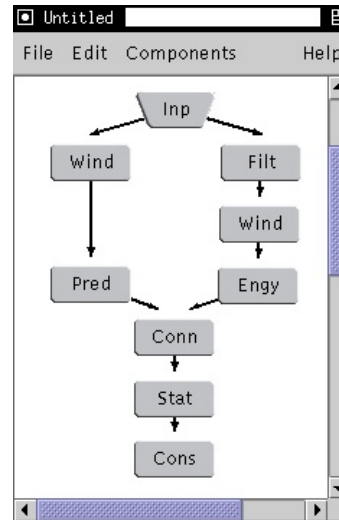 Untitled
File Edit Components Help
Inp
Wind Filt
Wind
Pred Engy
Conn
Stat
Cons